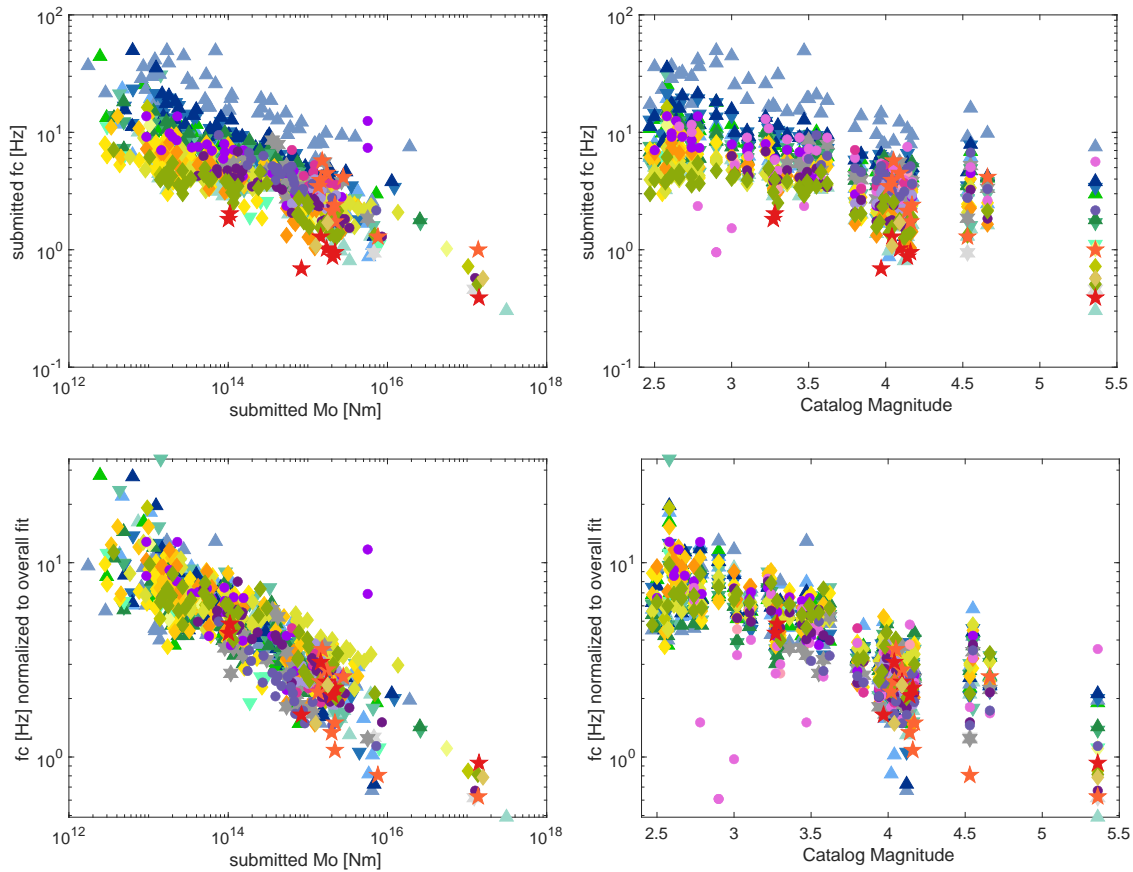 10^2
10^1
10^0
10^-1
submitted fc [Hz]
10^12 10^14 10^16 10^18
submitted Mo [Nm]
10^2
10^1
10^0
10^-1
submitted fc [Hz]
2.5 3 3.5 4 4.5 5 5.5
Catalog Magnitude
10^1
10^0
fc [Hz] normalized to overall fit
10^12 10^14 10^16 10^18
submitted Mo [Nm]
10^1
10^0
fc [Hz] normalized to overall fit
2.5 3 3.5 4 4.5 5 5.5
Catalog Magnitude